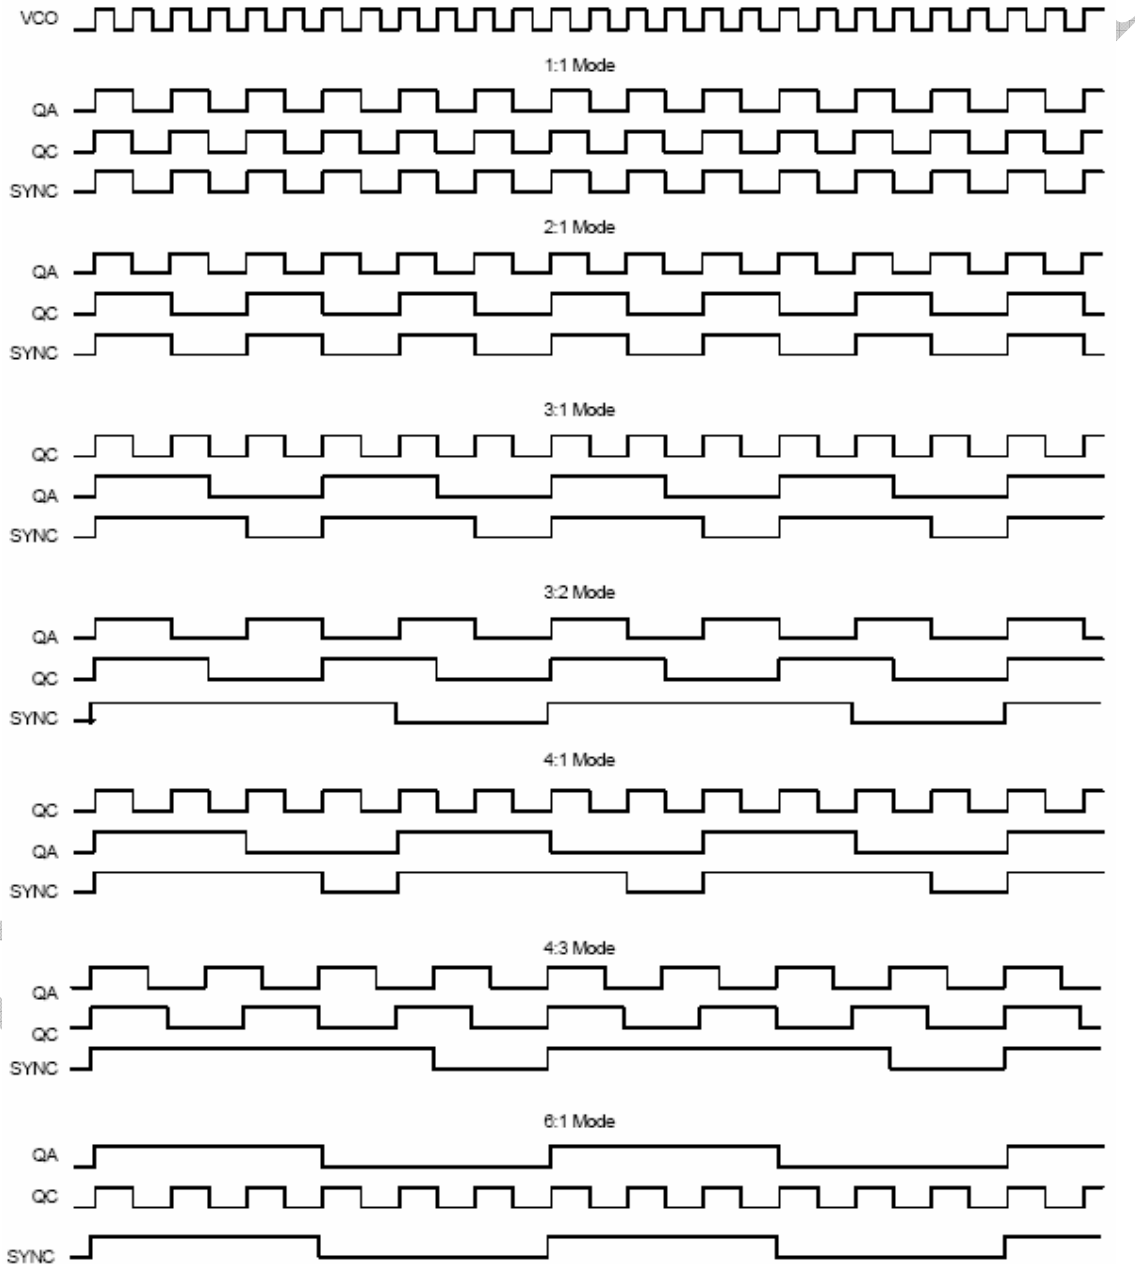 VCO
1:1 Mode
QA
QC
SYNC
2:1 Mode
QA
QC
SYNC
3:1 Mode
QC
QA
SYNC
3:2 Mode
QA
QC
SYNC
4:1 Mode
QC
QA
SYNC
4:3 Mode
QA
QC
SYNC
6:1 Mode
QA
QC
SYNC